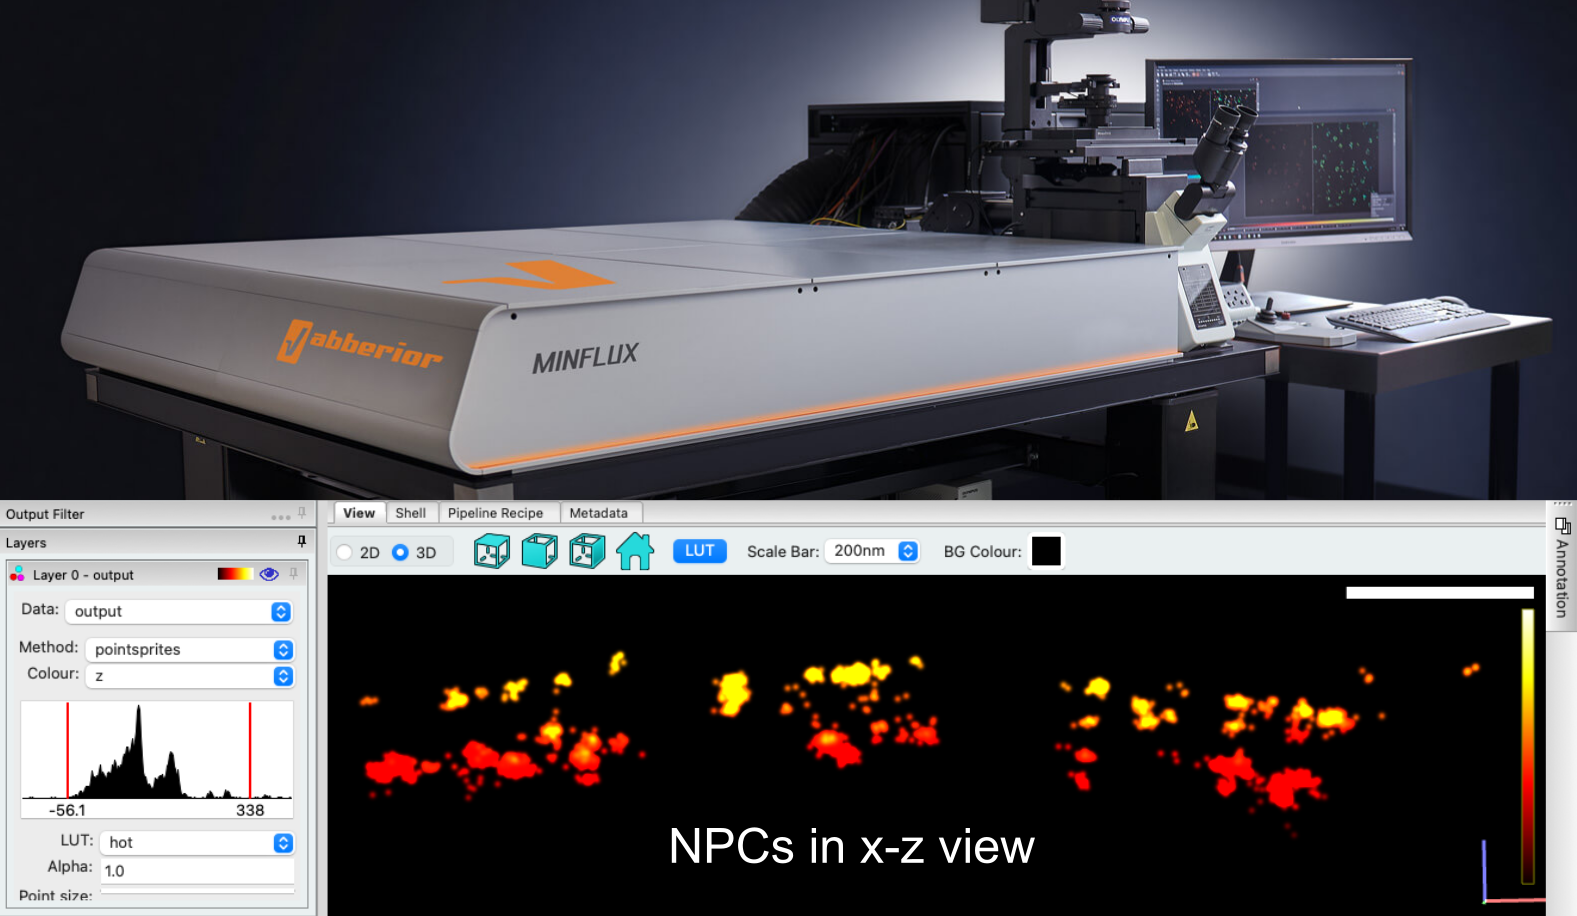 OLYMPUS
abberior
MINFLUX
Output Filter
Layers
Layer 0 - output
Data: output
Method: pointsprites
Colour: z
-56.1 338
LUT: hot
Alpha: 1.0
Point size:
View Shell Pipeline Recipe Metadata
2D 3D LUT Scale Bar: 200nm BG Colour:
Annotation
NPCs in x-z view